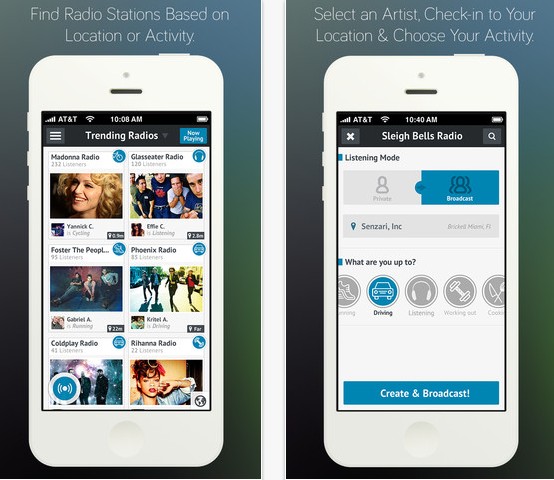 Find Radio Stations Based on
Location or Activity.
AT&T
10:08 AM
Trending Radios
Now
Playing
Madonna Radio
232 Listeners
Glasseater Radio
120 Listeners
Yannick C.
is Cycling
0.9m
Effie C.
is Listening
2.8m
Foster The Peopl...
95 Listeners
Phoenix Radio
85 Listeners
Gabriel A.
is Running
22m
Kritel A.
is Driving
Far
Coldplay Radio
41 Listeners
Rihanna Radio
22 Listeners
Select an Artist, Check-in to Your
Location & Choose Your Activity.
AT&T
10:40 AM
Sleigh Bells Radio
Listening Mode
Private
Broadcast
Senzari, Inc
Brickell Miami, FL
What are you up to?
nning
Driving
Listening
Working out
Cooki
Create & Broadcast!